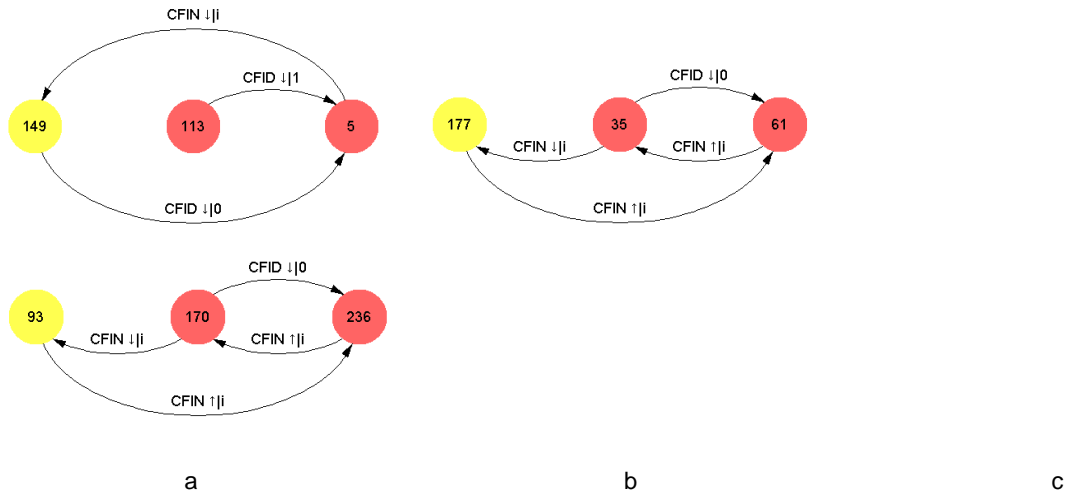 CFIN ↓|i
CFID ↓|1
149
113
5
CFID ↓|0
CFID ↓|0
177
35
61
CFIN ↓|i
CFIN ↑|i
CFIN ↑|i
CFID ↓|0
93
170
236
CFIN ↓|i
CFIN ↑|i
CFIN ↑|i
a
b
c